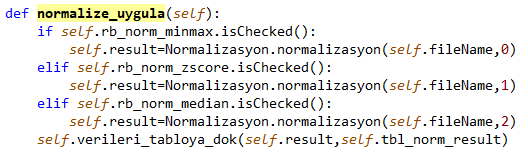 def normalize_uygula(self):
    if self.rb_norm_minmax.isChecked():
        self.result=Normalizasyon.normalizasyon(self.fileName,0)
    elif self.rb_norm_zscore.isChecked():
        self.result=Normalizasyon.normalizasyon(self.fileName,1)
    elif self.rb_norm_median.isChecked():
        self.result=Normalizasyon.normalizasyon(self.fileName,2)
    self.verileri_tabloya_dok(self.result,self.tbl_norm_result)